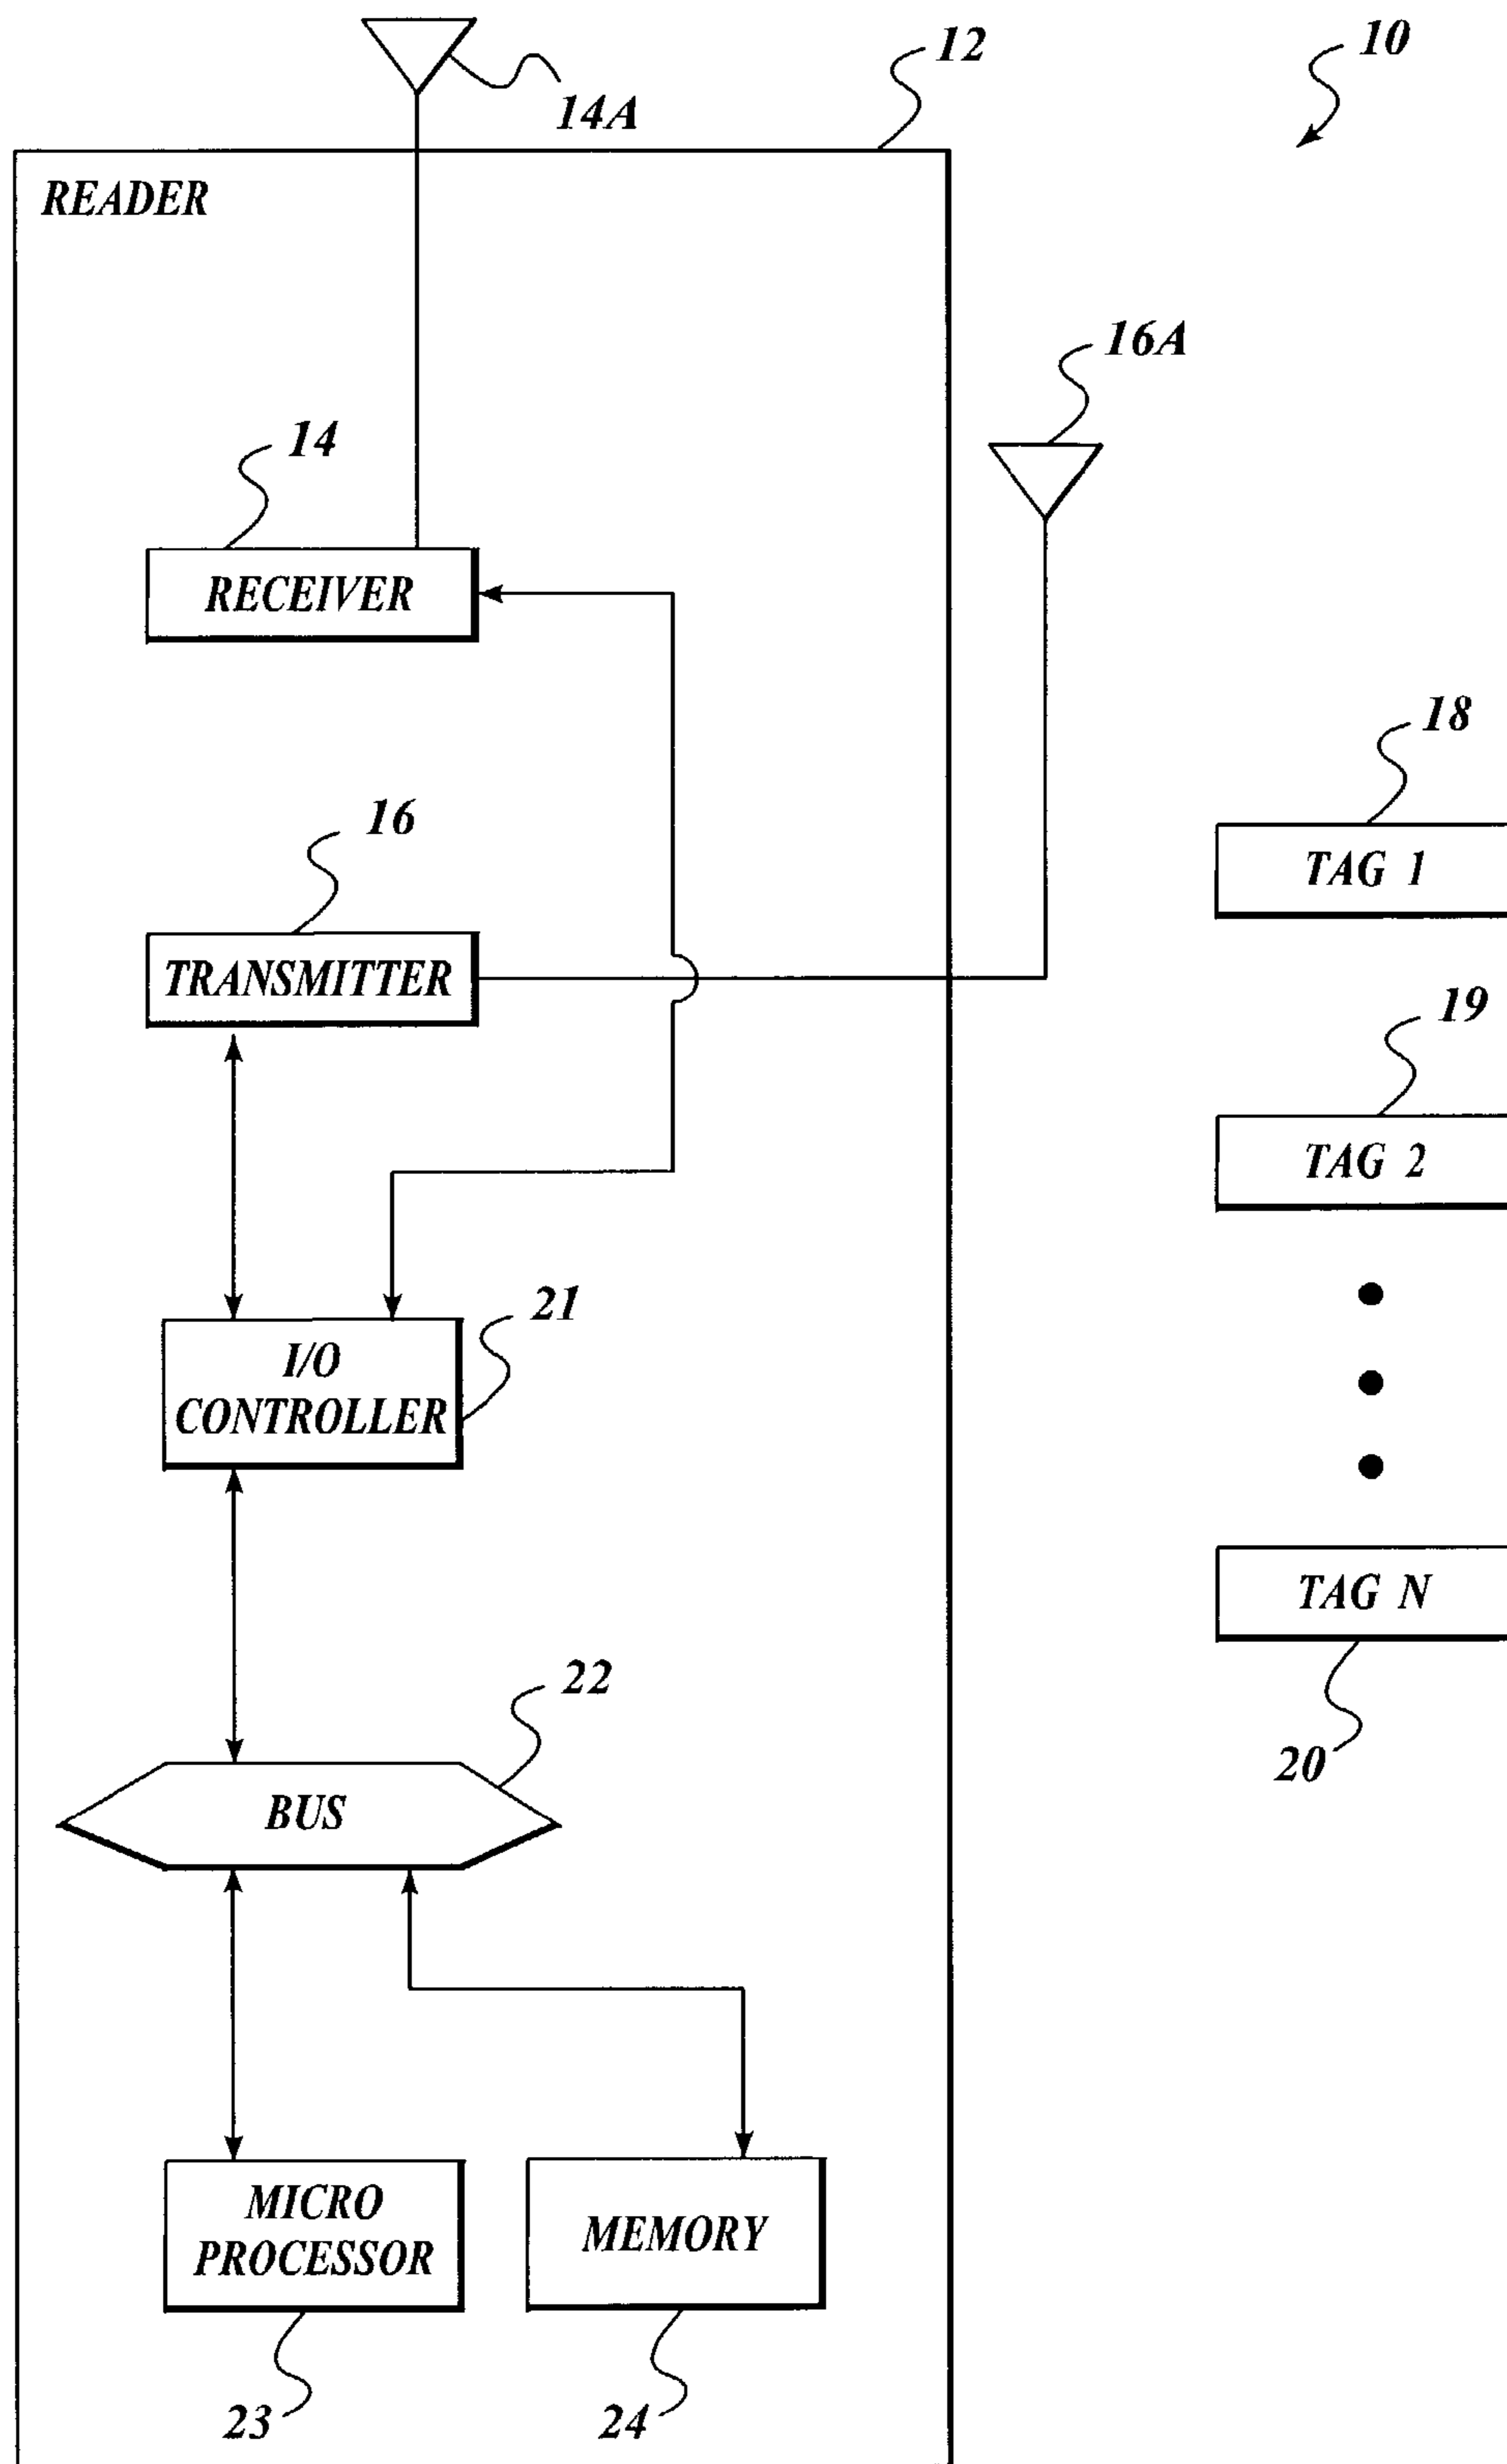 12
10
14A
READER
16A
14
RECEIVER
18
16
TAG 1
TRANSMITTER
19
TAG 2
21
I/O
CONTROLLER
TAG N
22
20
BUS
MICRO
PROCESSOR
MEMORY
23
24